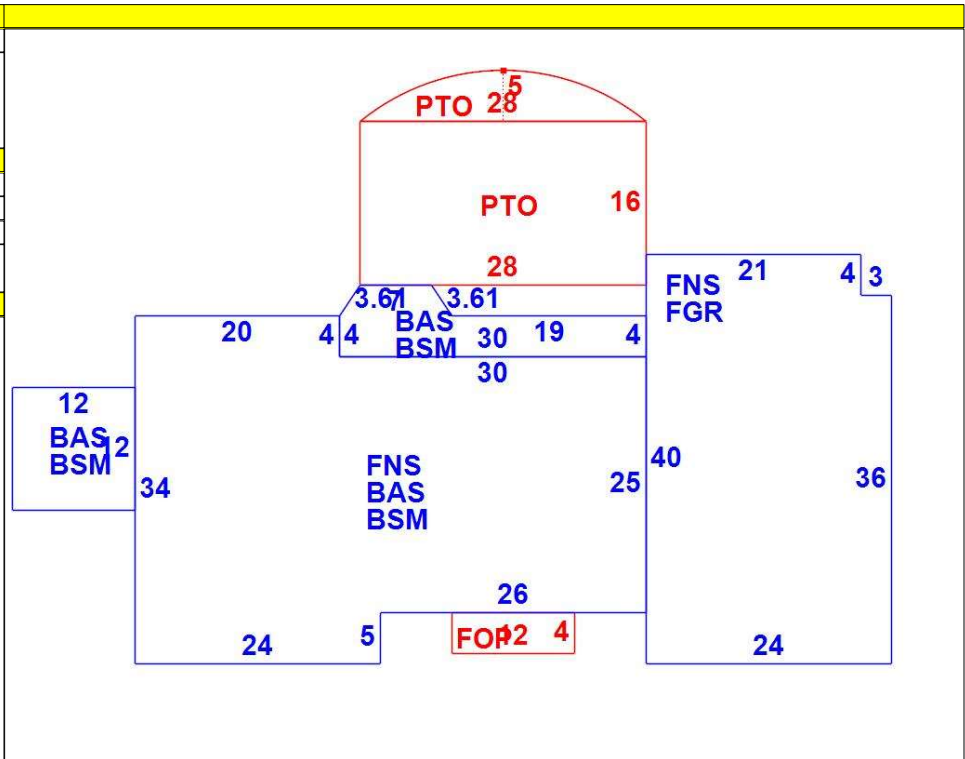 5
PTO 28
PTO 16
28
21 4 3
FNS
FGR
3.61 7 3.61
20 4 4 BAS 30 19 4
BSM
30
12
BAS 12
BSM
34
FNS
BAS
BSM
25 40 36
26
24 5 FOP 12 4 24